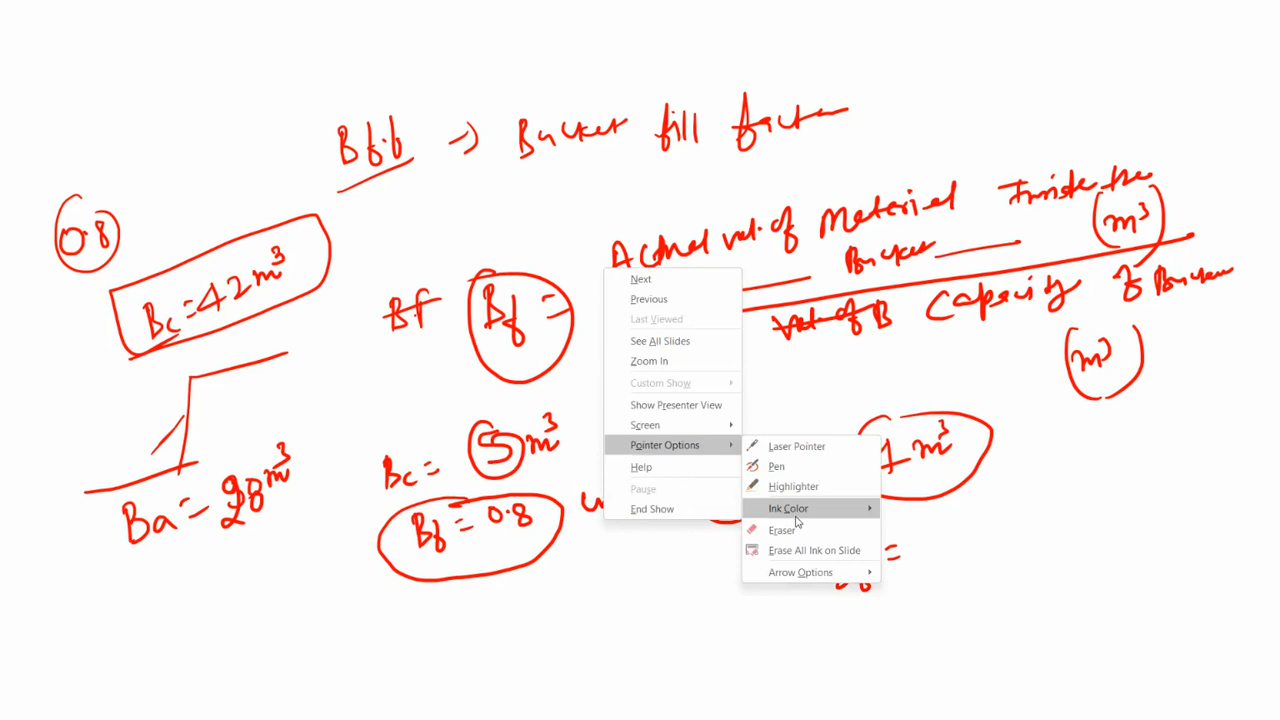 Bf.f → Bucket fill factor
0.8
Actual vol. of Material Inside the
Bucket
(m³)
Bc = 42 m³
Bf
Bf =
Vol. of B Capacity of Bucket
(m³)
Bc = 5 m³
1 m³
Ba = 28 m³
Bf = 0.8
=
Next
Previous
Last Viewed
See All Slides
Zoom In
Custom Show
Show Presenter View
Screen
Pointer Options
Help
Pause
End Show
Laser Pointer
Pen
Highlighter
Ink Color
Eraser
Erase All Ink on Slide
Arrow Options